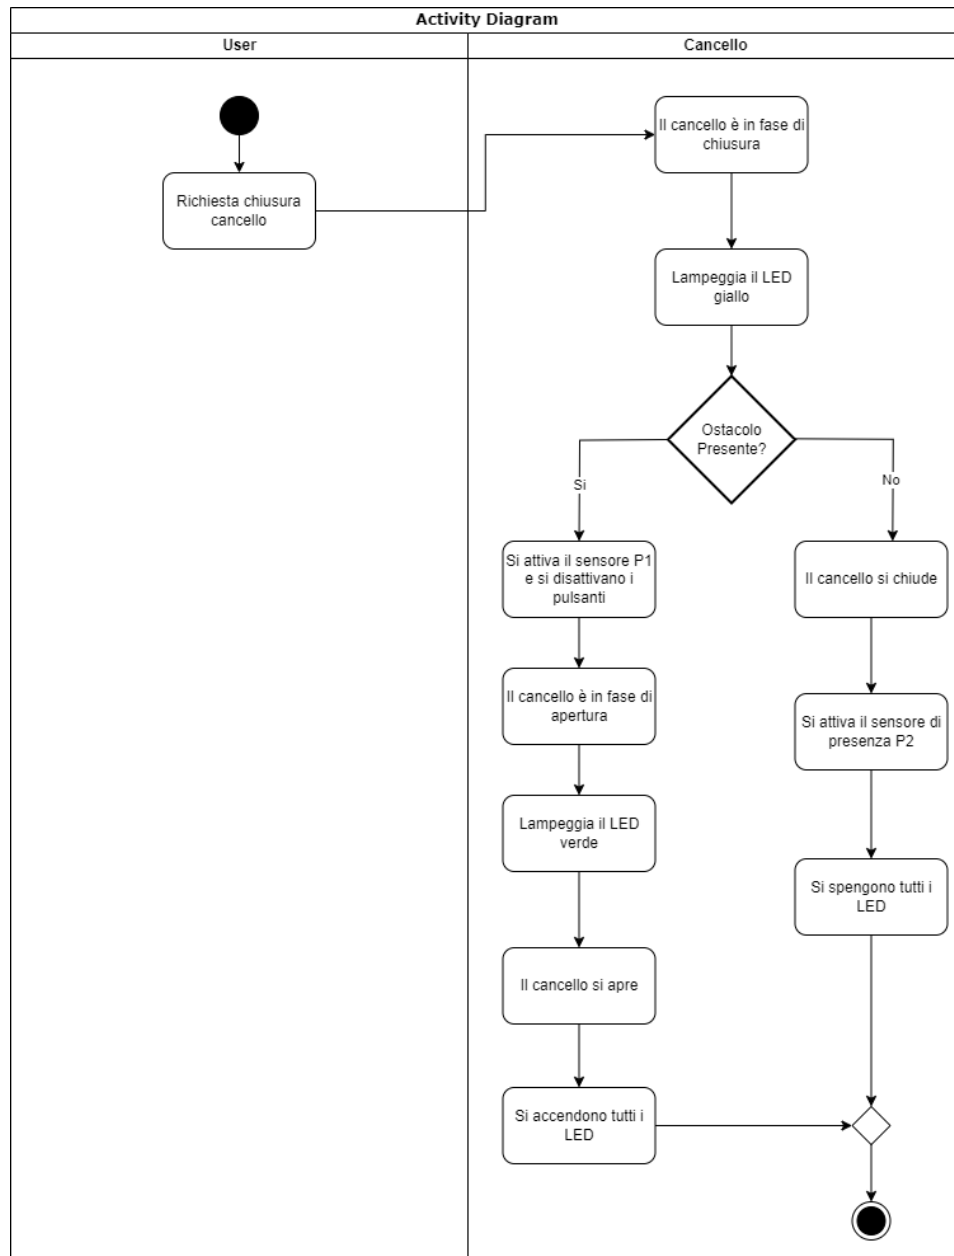 Activity Diagram
User
Cancello
Richiesta chiusura
cancello
Il cancello è in fase di
chiusura
Lampeggia il LED
giallo
Ostacolo
Presente?
Si
No
Si attiva il sensore P1
e si disattivano i
pulsanti
Il cancello è in fase di
apertura
Lampeggia il LED
verde
Il cancello si apre
Si accendono tutti i
LED
Il cancello si chiude
Si attiva il sensore di
presenza P2
Si spengono tutti i
LED